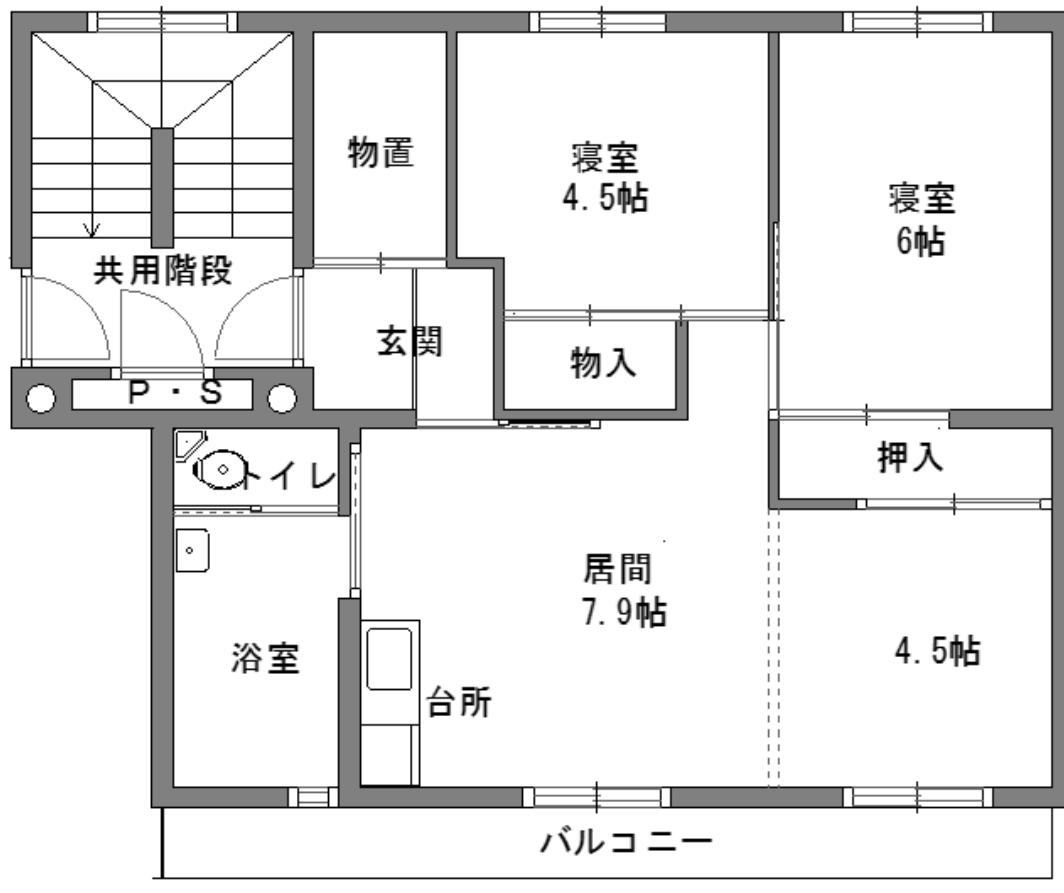 物置
寝室
4.5帖
寝室
6帖
共用階段
玄関
物入
P・S
トイレ
押入
居間
7.9帖
浴室
4.5帖
台所
バルコニー